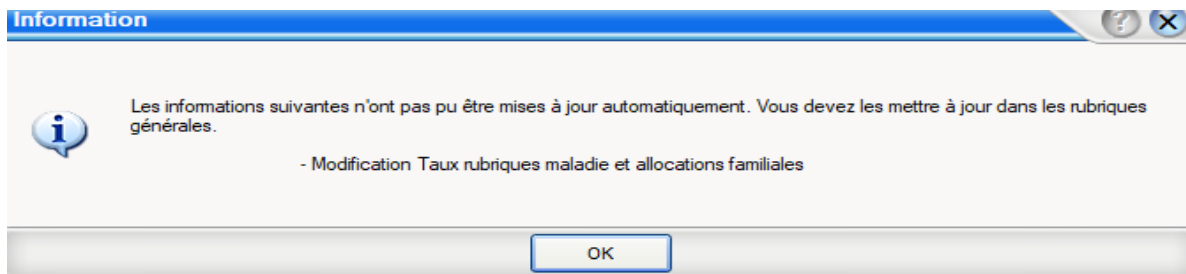 Information
Les informations suivantes n'ont pas pu être mises à jour automatiquement. Vous devez les mettre à jour dans les rubriques
générales.
- Modification Taux rubriques maladie et allocations familiales
OK